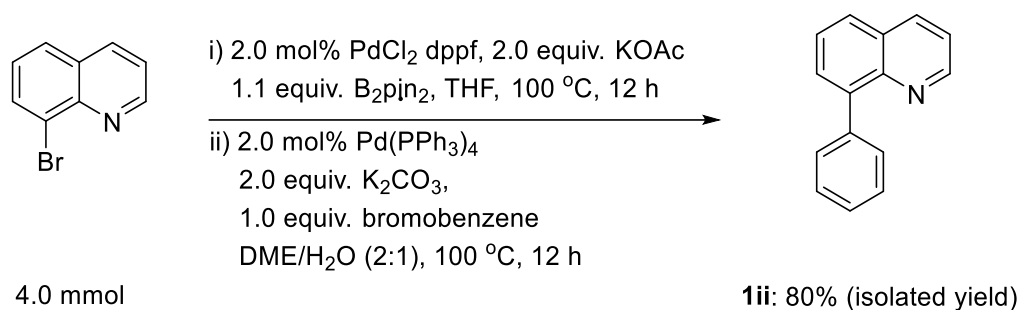 i) 2.0 mol% PdCl₂ dppf, 2.0 equiv. KOAc
1.1 equiv. B₂pin₂, THF, 100 °C, 12 h
ii) 2.0 mol% Pd(PPh₃)₄
2.0 equiv. K₂CO₃,
1.0 equiv. bromobenzene
DME/H₂O (2:1), 100 °C, 12 h
N
Br
N
4.0 mmol
1ii: 80% (isolated yield)